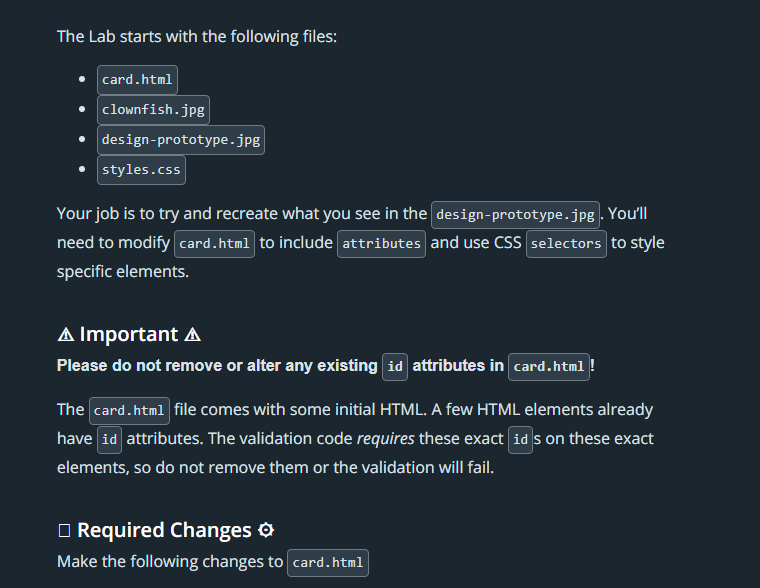 The Lab starts with the following files:
card.html
clownfish.jpg
design-prototype.jpg
styles.css
Your job is to try and recreate what you see in the design-prototype.jpg. You’ll
need to modify card.html to include attributes and use CSS selectors to style
specific elements.
⚠ Important ⚠
Please do not remove or alter any existing id attributes in card.html!
The card.html file comes with some initial HTML. A few HTML elements already
have id attributes. The validation code requires these exact ids on these exact
elements, so do not remove them or the validation will fail.
Required Changes ⚙
Make the following changes to card.html